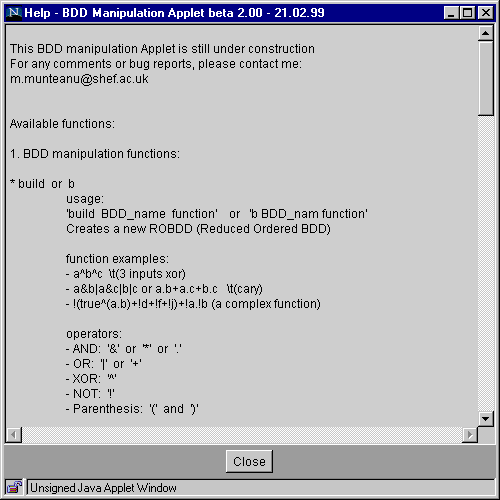 Help - BDD Manipulation Applet beta 2.00 - 21.02.99
This BDD manipulation Applet is still under construction
For any comments or bug reports, please contact me:
m.munteanu@shef.ac.uk
Available functions:
1. BDD manipulation functions:
* build  or  b
usage:
'build  BDD_name  function'   or   'b BDD_nam function'
Creates a new ROBDD (Reduced Ordered BDD)
function examples:
- a^b^c  \t(3 inputs xor)
- a&b|a&c|b|c or a.b+a.c+b.c   \t(cary)
- !(true^(a.b)+!d+!f+!j)+!a.!b (a complex function)
operators:
- AND:  '&'  or  '*'  or  '.'
- OR:  '|'  or  '+'
- XOR:  '^'
- NOT:  '!'
- Parenthesis:  '('  and  ')'
Close
Unsigned Java Applet Window